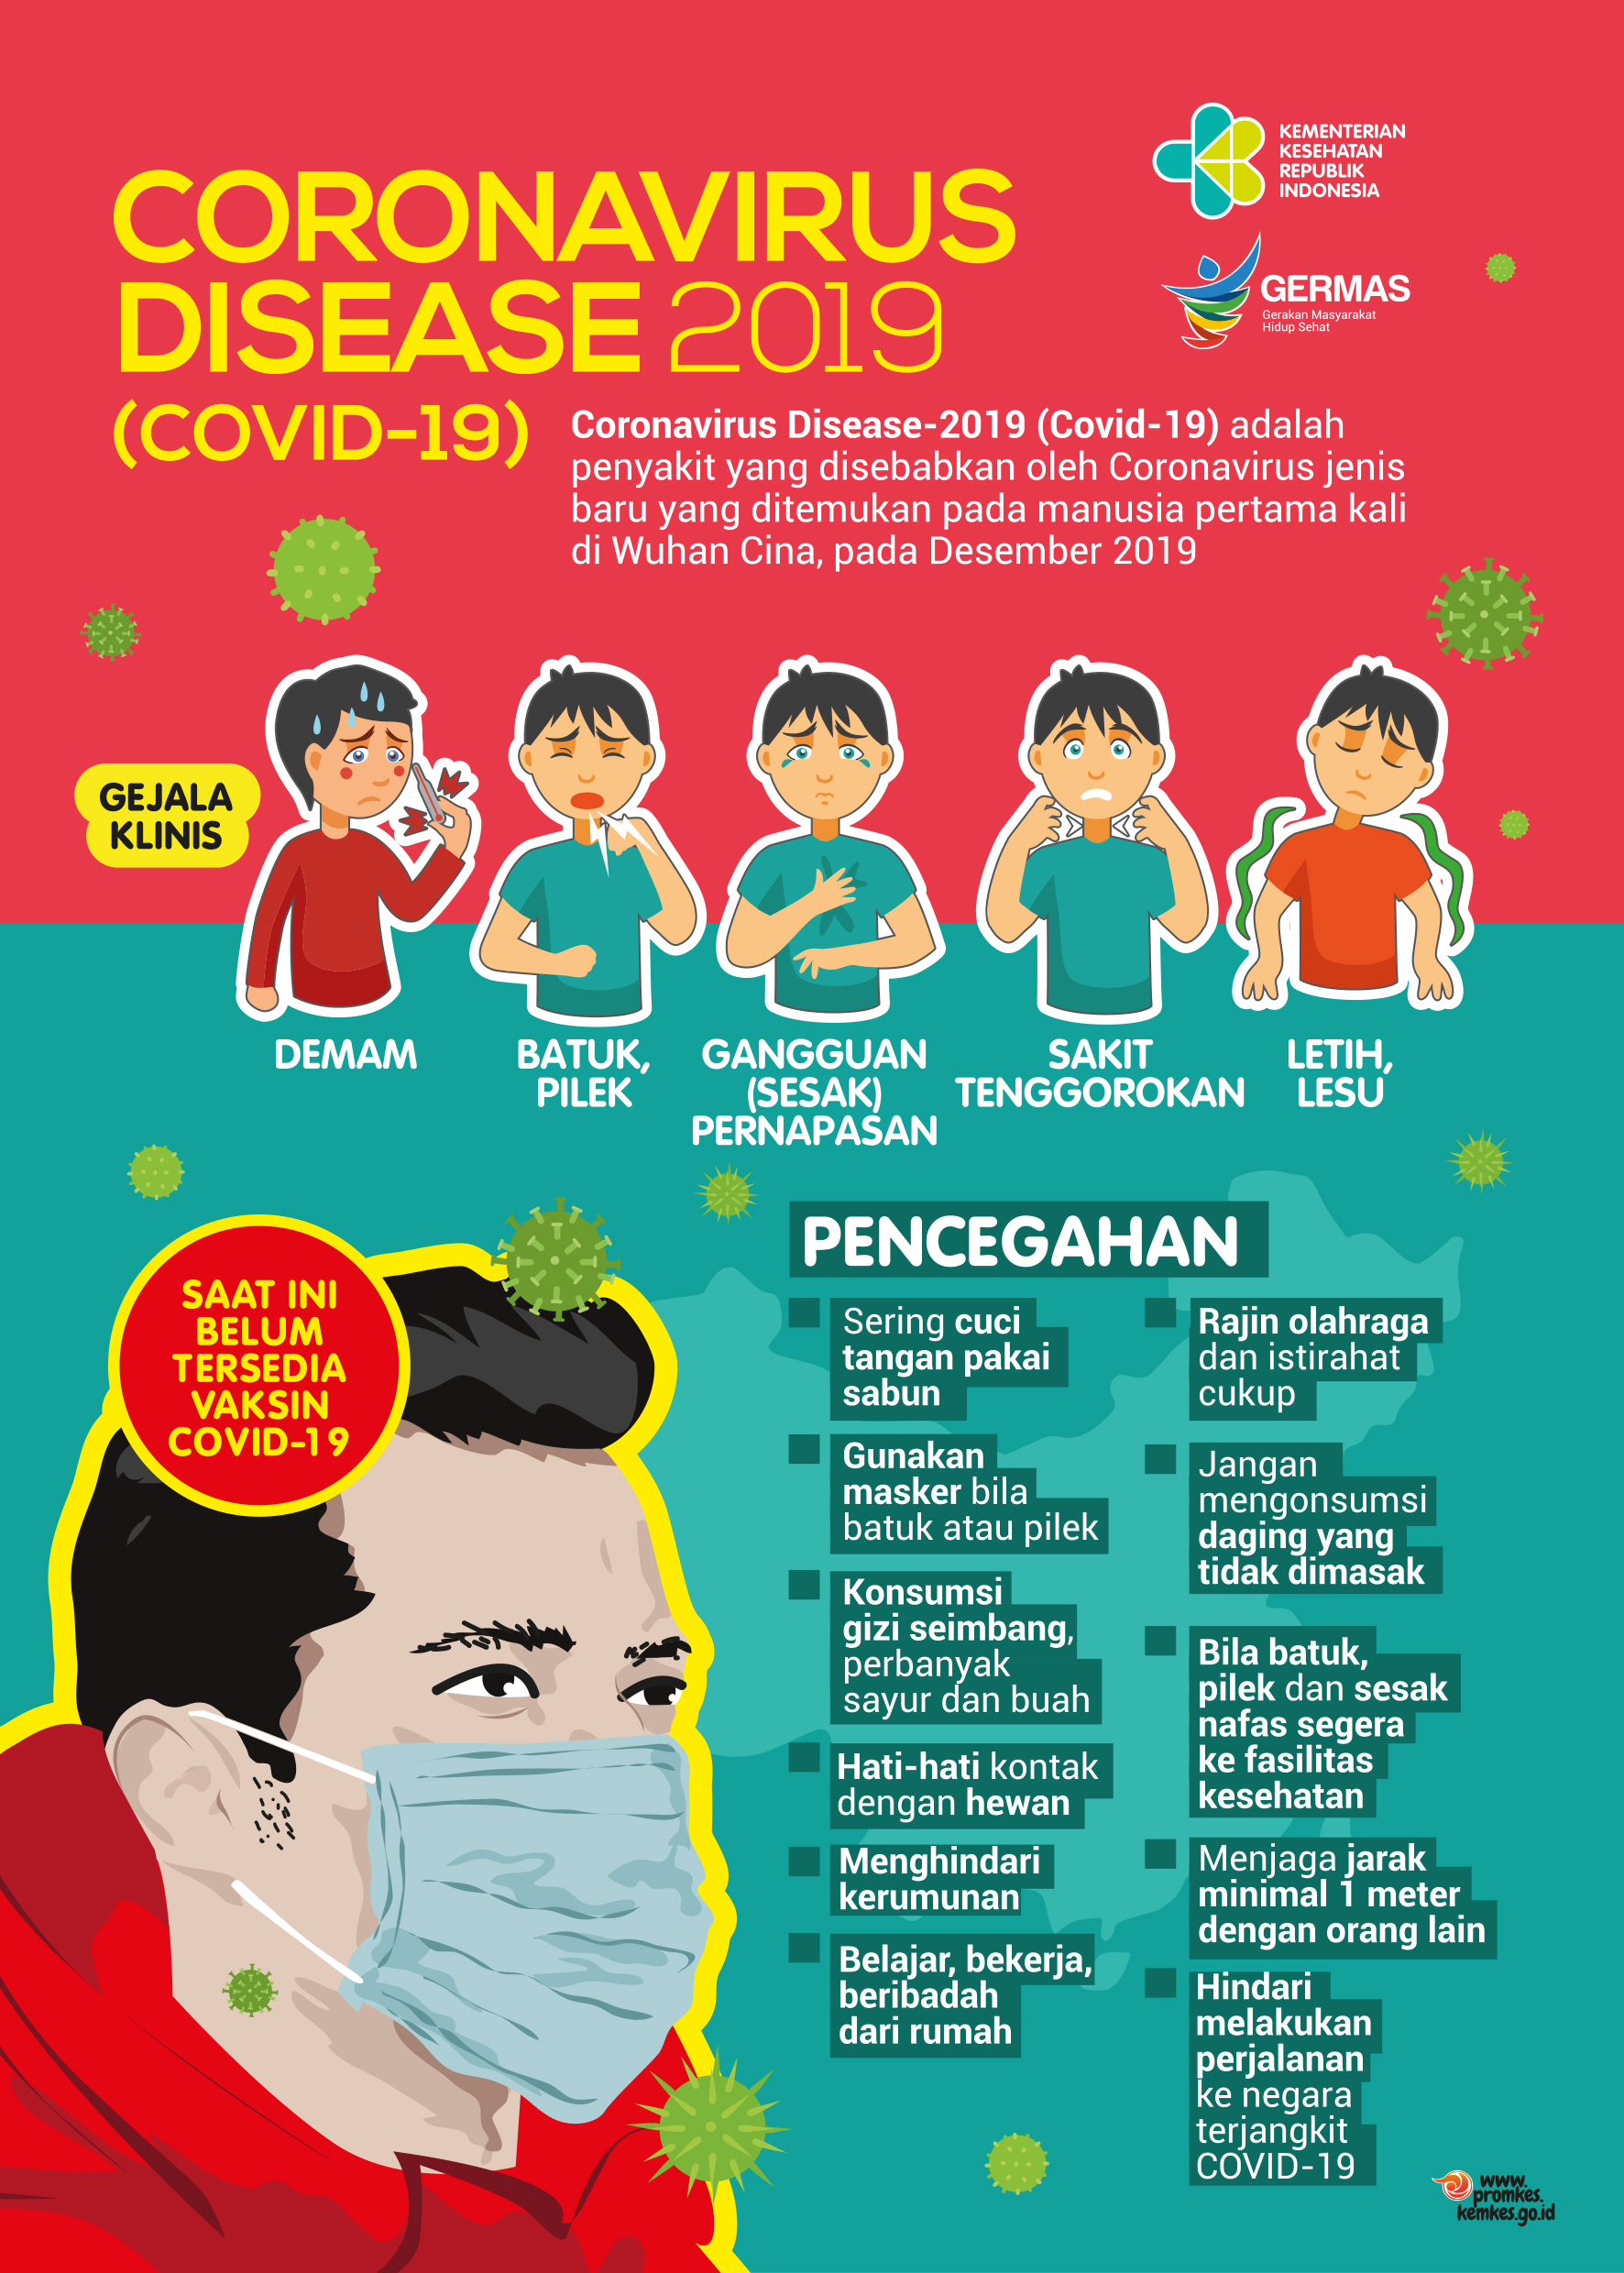 KEMENTERIAN
KESEHATAN
REPUBLIK
INDONESIA
GERMAS
Gerakan Masyarakat
Hidup Sehat
CORONAVIRUS
DISEASE 2019
(COVID-19)
Coronavirus Disease-2019 (Covid-19) adalah
penyakit yang disebabkan oleh Coronavirus jenis
baru yang ditemukan pada manusia pertama kali
di Wuhan Cina, pada Desember 2019
GEJALA
KLINIS
DEMAM
BATUK,
PILEK
GANGGUAN
(SESAK)
PERNAPASAN
SAKIT
TENGGOROKAN
LETIH,
LESU
SAAT INI
BELUM
TERSEDIA
VAKSIN
COVID-19
PENCEGAHAN
Sering cuci
tangan pakai
sabun
Gunakan
masker bila
batuk atau pilek
Konsumsi
gizi seimbang,
perbanyak
sayur dan buah
Hati-hati kontak
dengan hewan
Menghindari
kerumunan
Belajar, bekerja,
beribadah
dari rumah
Rajin olahraga
dan istirahat
cukup
Jangan
mengonsumsi
daging yang
tidak dimasak
Bila batuk,
pilek dan sesak
nafas segera
ke fasilitas
kesehatan
Menjaga jarak
minimal 1 meter
dengan orang lain
Hindari
melakukan
perjalanan
ke negara
terjangkit
COVID-19
www.
promkes.
kemkes.go.id